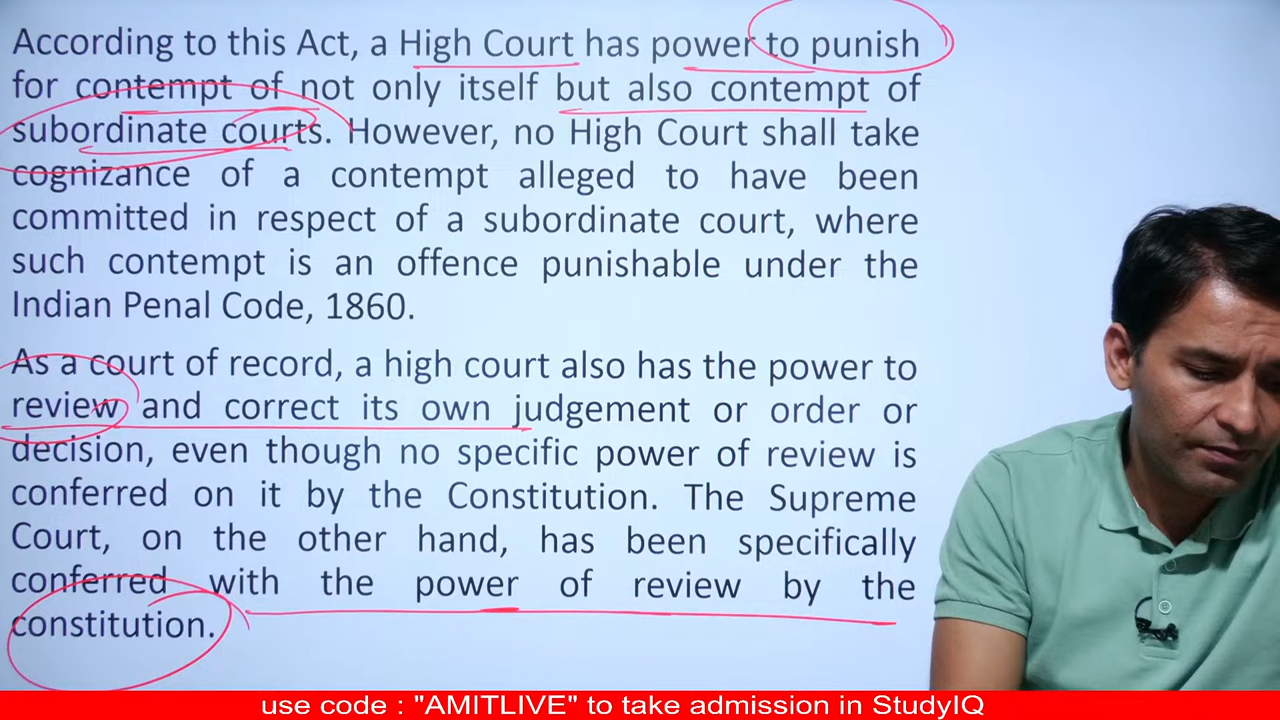 According to this Act, a High Court has power to punish
for contempt of not only itself but also contempt of
subordinate courts. However, no High Court shall take
cognizance of a contempt alleged to have been
committed in respect of a subordinate court, where
such contempt is an offence punishable under the
Indian Penal Code, 1860.
As a court of record, a high court also has the power to
review and correct its own judgement or order or
decision, even though no specific power of review is
conferred on it by the Constitution. The Supreme
Court, on the other hand, has been specifically
conferred with the power of review by the
constitution.
use code : "AMITLIVE" to take admission in StudyIQ